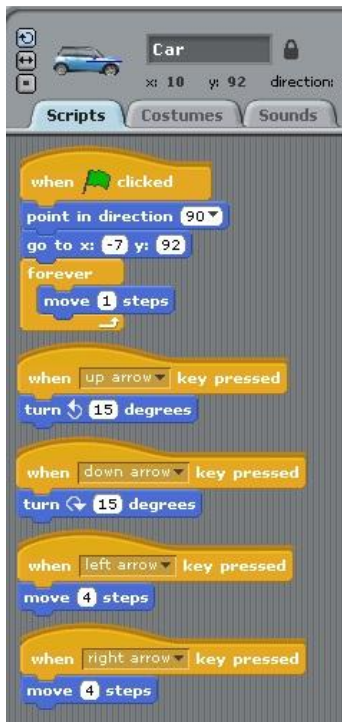 Car
x: 10 y: 92 direction:
Scripts Costumes Sounds
when clicked
point in direction 90
go to x: -7 y: 92
forever
move 1 steps
when up arrow key pressed
turn 15 degrees
when down arrow key pressed
turn 15 degrees
when left arrow key pressed
move 4 steps
when right arrow key pressed
move 4 steps